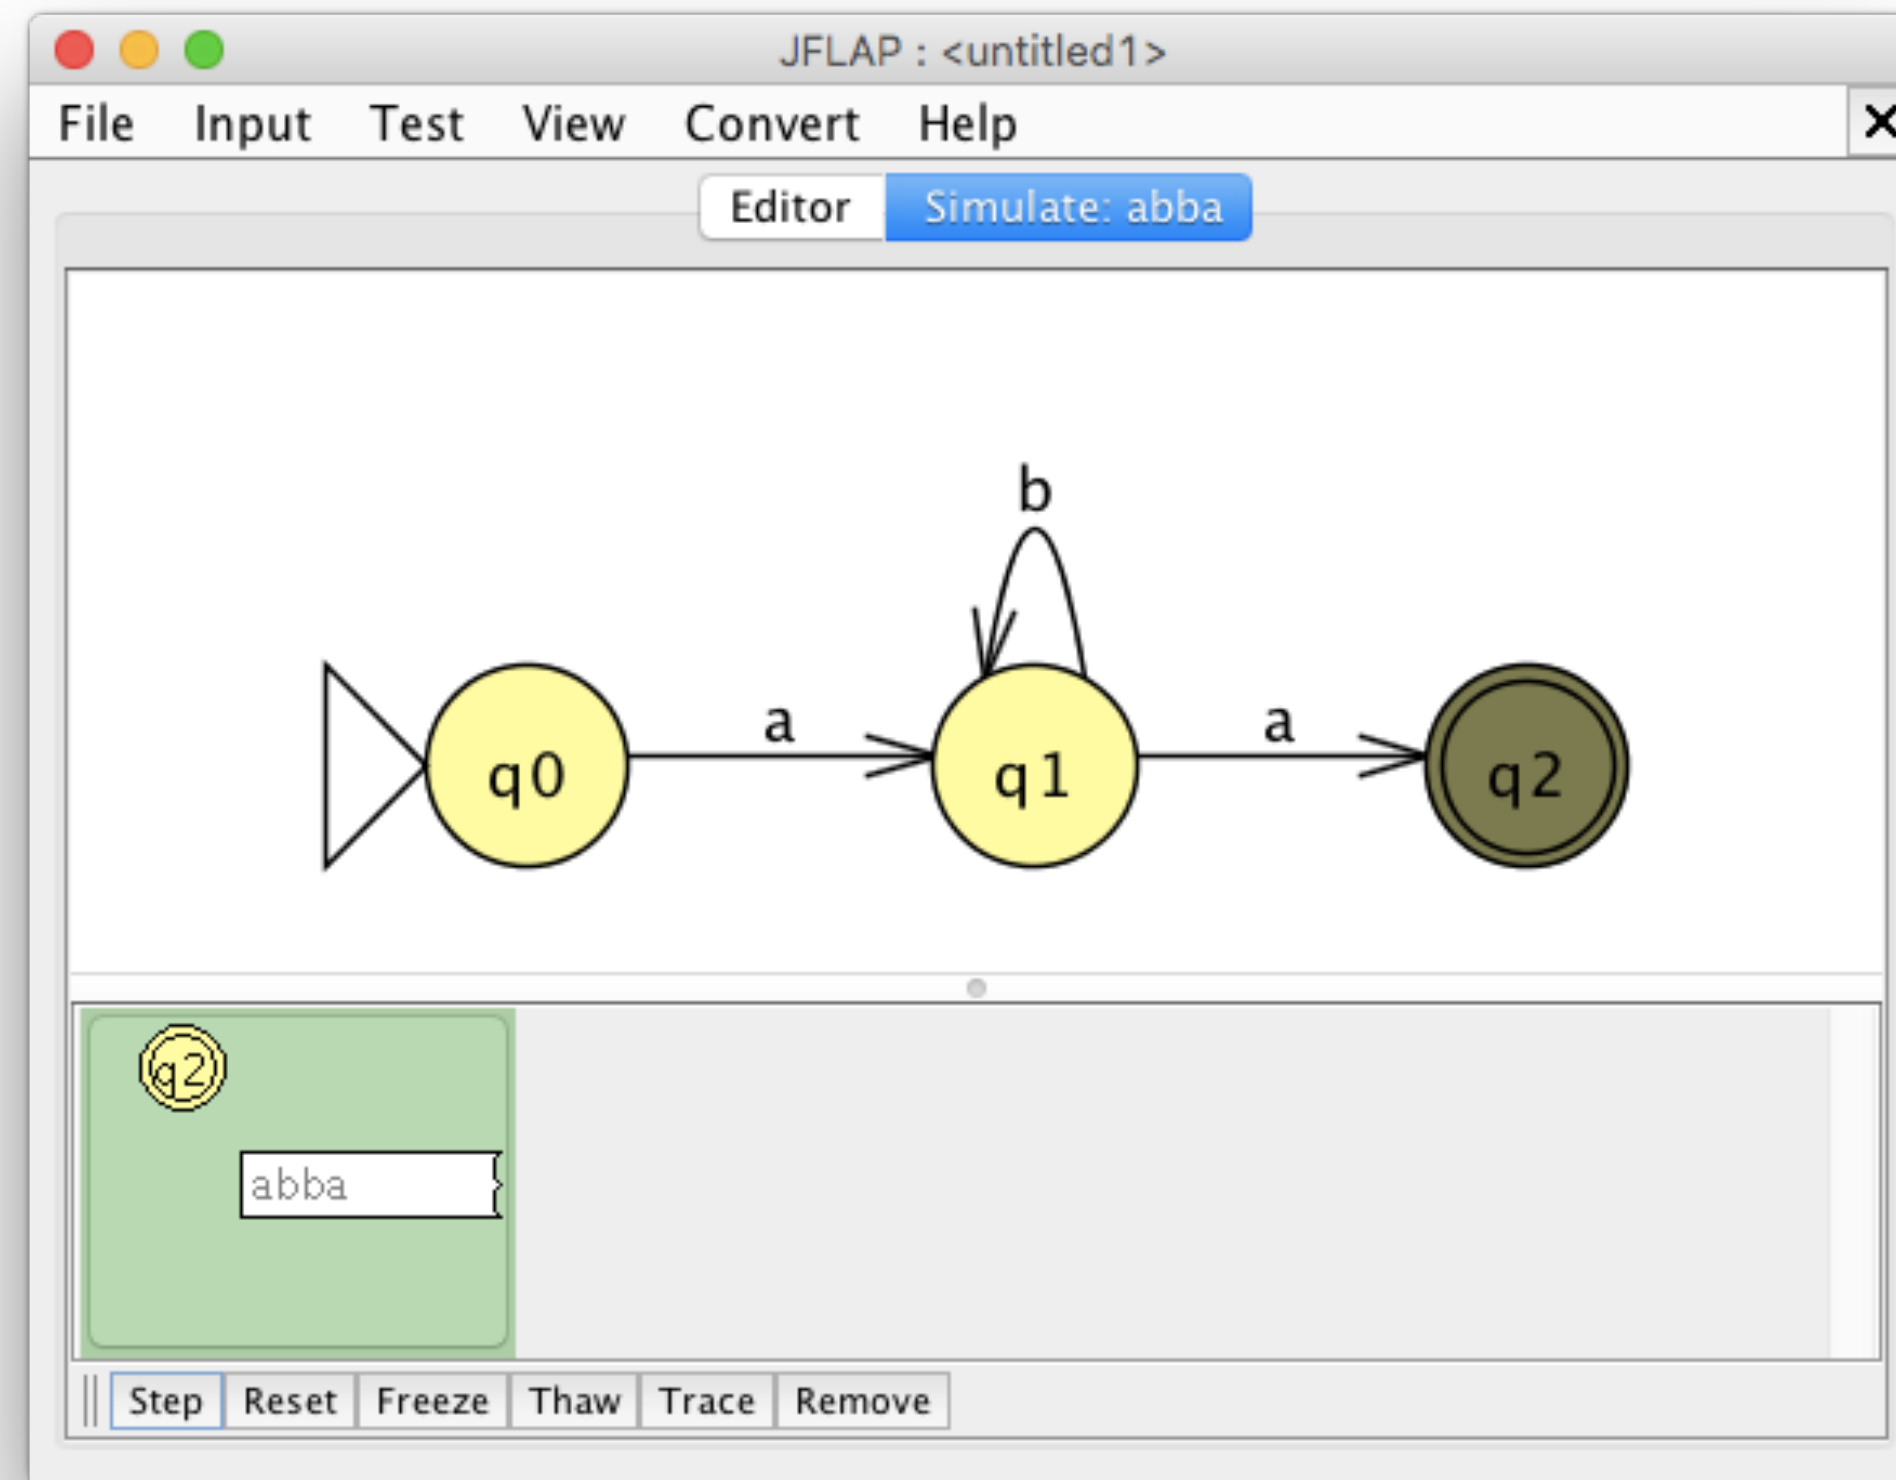 JFLAP : <untitled1>
File Input Test View Convert Help
Editor Simulate: abba
b
a a
q0 q1 q2
q2
abba
Step Reset Freeze Thaw Trace Remove